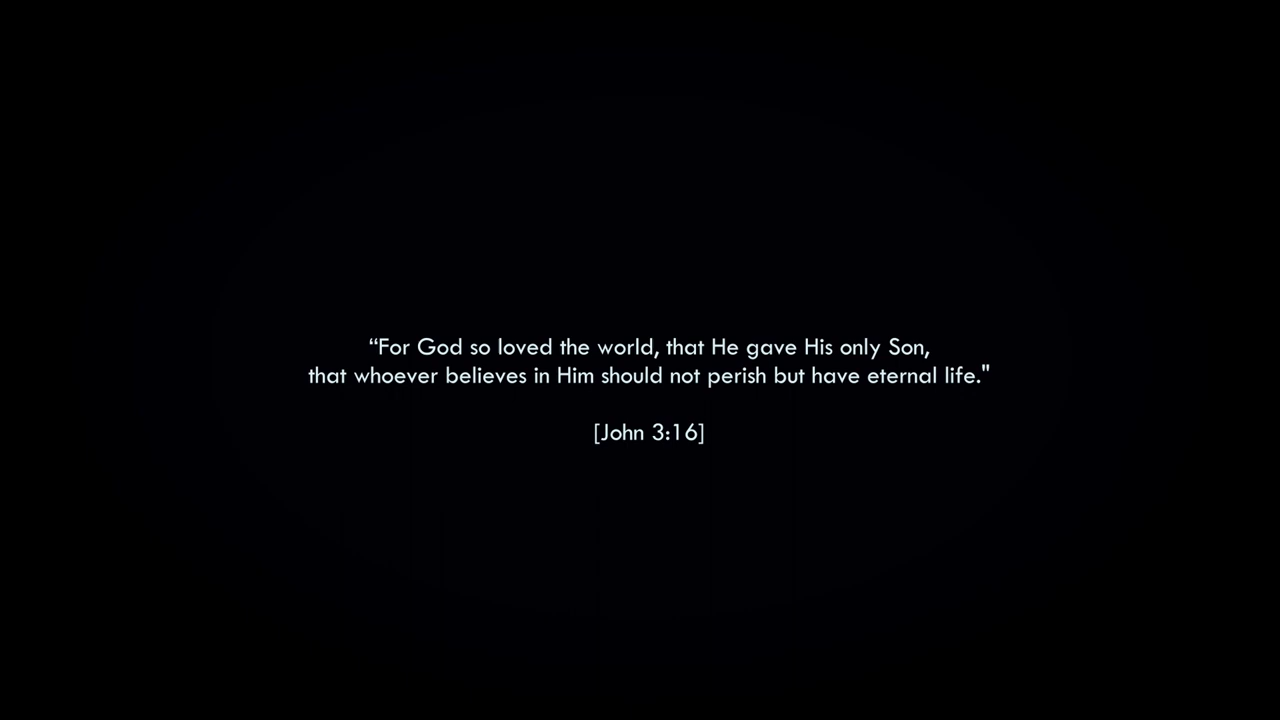 “For God so loved the world, that He gave His only Son,
that whoever believes in Him should not perish but have eternal life."
[John 3:16]